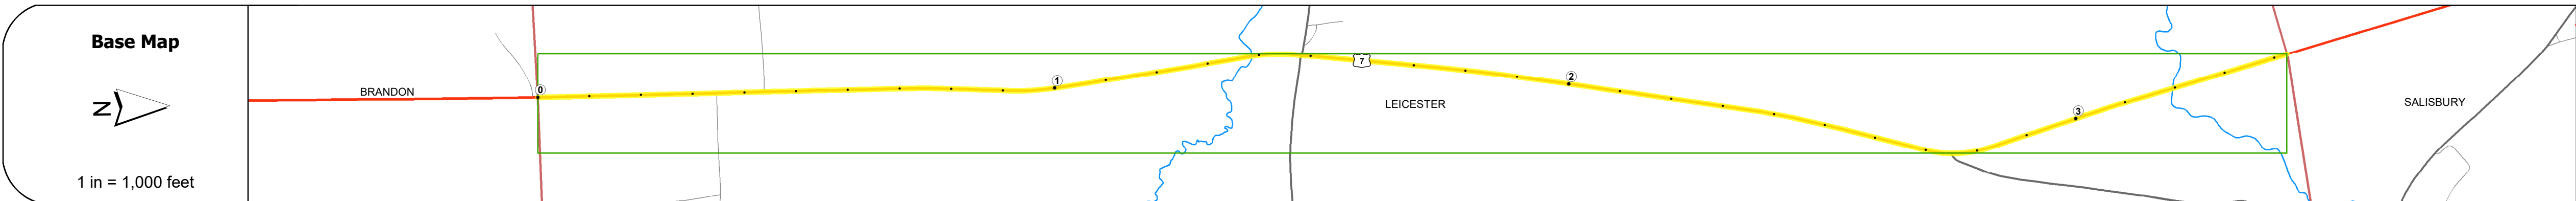 Base Map
N
1 in = 1,000 feet
BRANDON
0
1
7
LEICESTER
2
3
SALISBURY